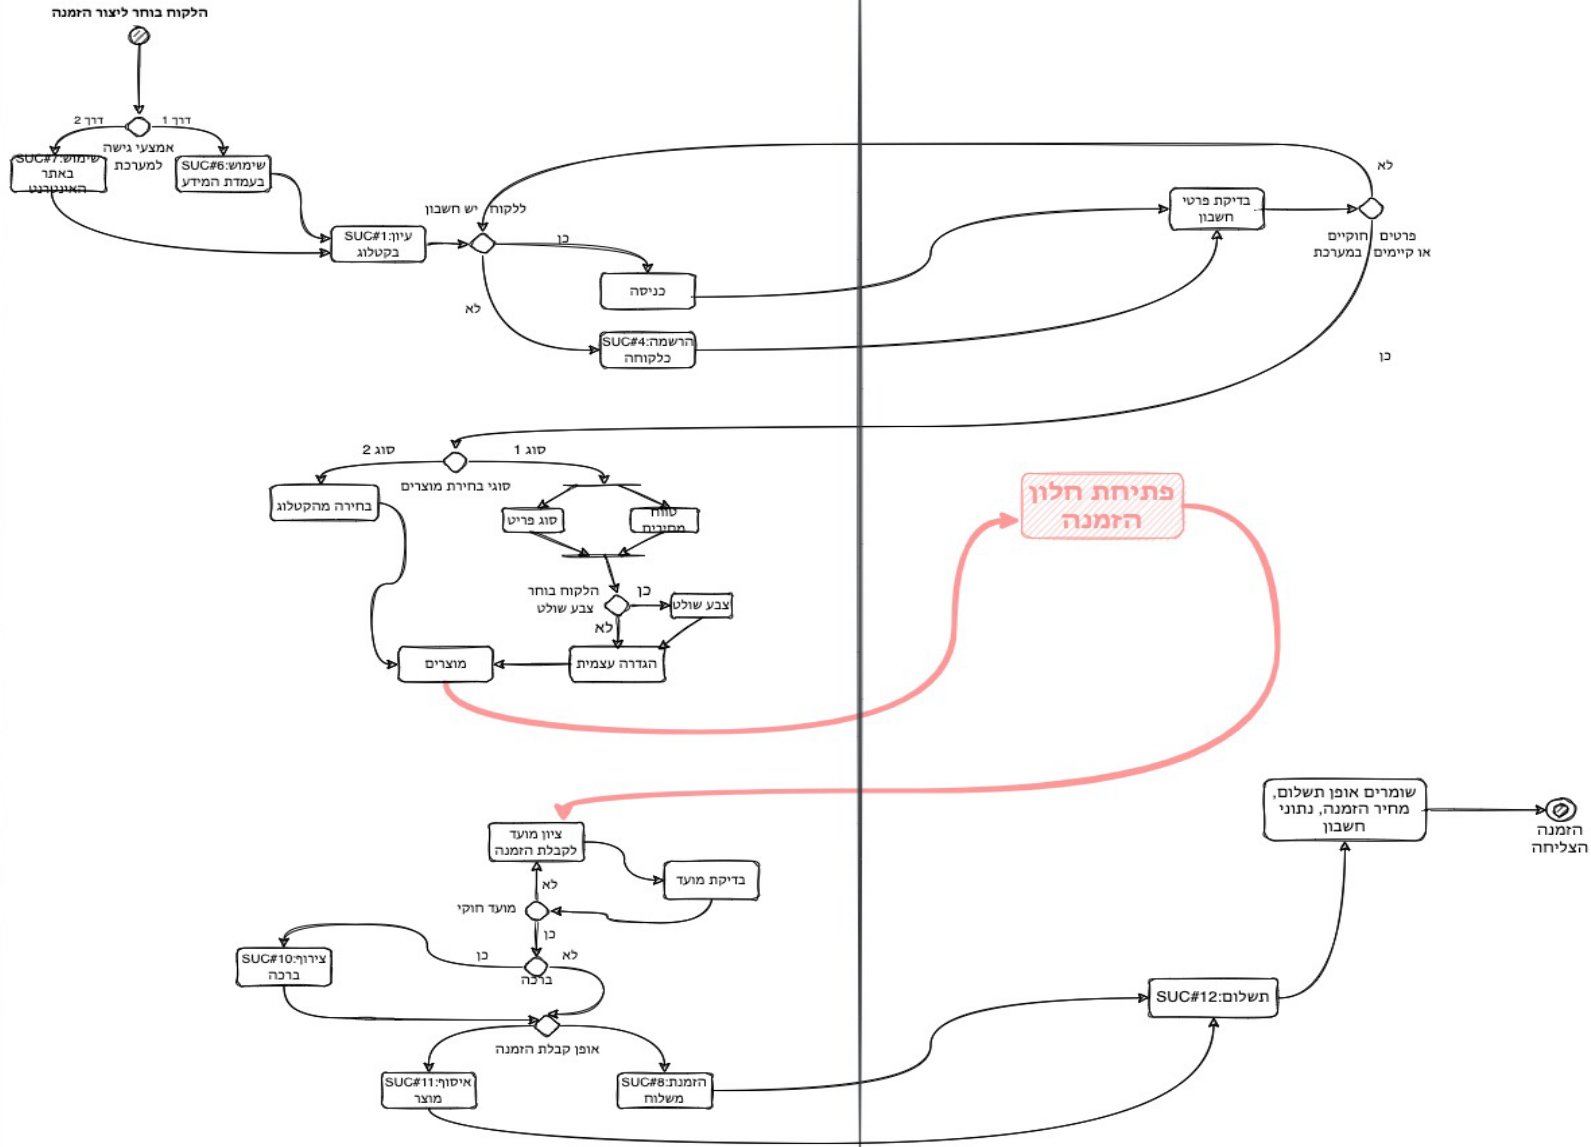 הלקוח בוחר ליצור הזמנה
דרך 1
דרך 2
אמצעי גישה
למערכת
SUC#7:שימוש
באתר
האינטרנט
SUC#6:שימוש
בעמדת המידע
SUC#1:עיון
בקטלוג
ללקוח יש חשבון
כן
לא
כניסה
SUC#4:הרשמה
כלקוחה
בדיקת פרטי
חשבון
לא
פרטים חוקיים
או קיימים במערכת
כן
סוג 1
סוג 2
סוגי בחירת מוצרים
בחירה מהקטלוג
סוג פריט
טווח
מחירים
הלקוח בוחר
צבע שולט
כן
לא
צבע שולט
הגדרה עצמית
מוצרים
פתיחת חלון
הזמנה
ציון מועד
לקבלת הזמנה
בדיקת מועד
לא
מועד חוקי
כן
לא
כן
ברכה
SUC#10:צירוף
ברכה
אופן קבלת הזמנה
SUC#11:איסוף
מוצר
SUC#8:הזמנת
משלוח
SUC#12:תשלום
שומרים אופן תשלום,
מחיר הזמנה, נתוני
חשבון
הזמנה
הצליחה